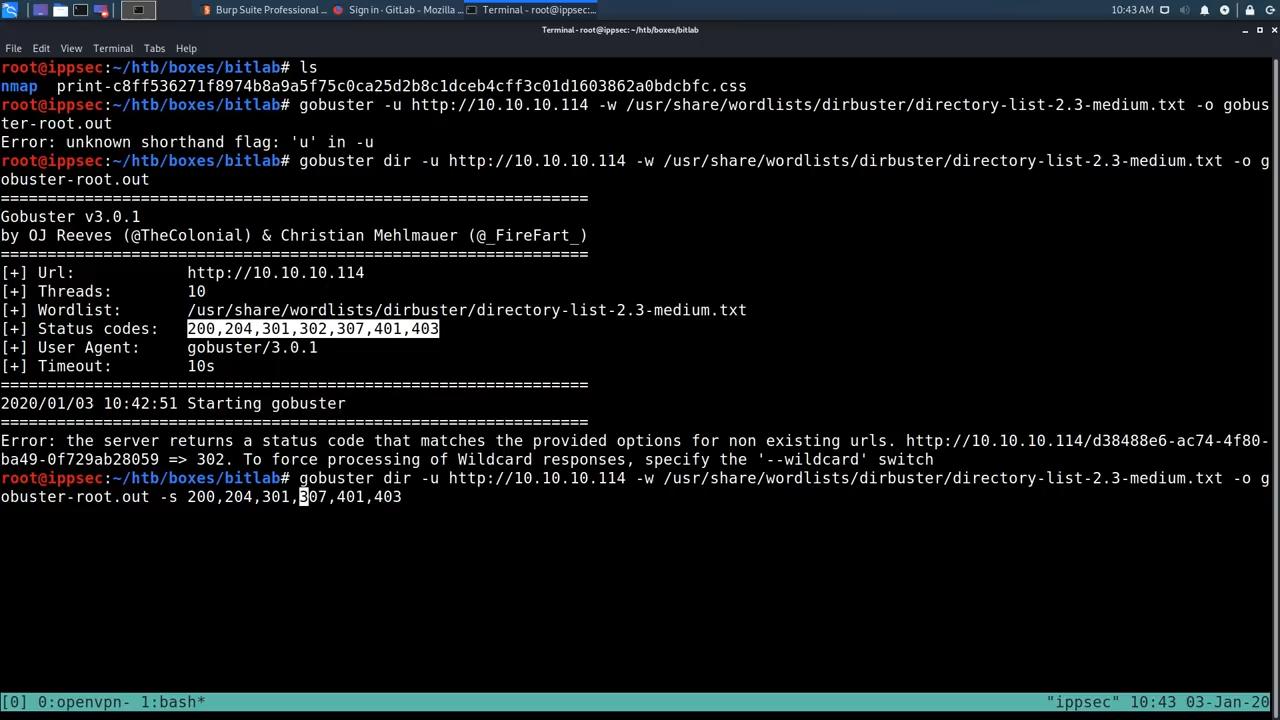 Burp Suite Professional ...
Sign in · GitLab - Mozilla ...
Terminal - root@ippsec:...
10:43 AM
Terminal - root@ippsec: ~/htb/boxes/bitlab
File Edit View Terminal Tabs Help
root@ippsec:~/htb/boxes/bitlab# ls
nmap  print-c8ff536271f8974b8a9a5f75c0ca25d2b8c1dceb4cff3c01d1603862a0bdcbfc.css
root@ippsec:~/htb/boxes/bitlab# gobuster -u http://10.10.10.114 -w /usr/share/wordlists/dirbuster/directory-list-2.3-medium.txt -o gobus
ter-root.out
Error: unknown shorthand flag: 'u' in -u
root@ippsec:~/htb/boxes/bitlab# gobuster dir -u http://10.10.10.114 -w /usr/share/wordlists/dirbuster/directory-list-2.3-medium.txt -o g
obuster-root.out
===============================================================
Gobuster v3.0.1
by OJ Reeves (@TheColonial) & Christian Mehlmauer (@_FireFart_)
===============================================================
[+] Url:            http://10.10.10.114
[+] Threads:        10
[+] Wordlist:       /usr/share/wordlists/dirbuster/directory-list-2.3-medium.txt
[+] Status codes:   200,204,301,302,307,401,403
[+] User Agent:     gobuster/3.0.1
[+] Timeout:        10s
===============================================================
2020/01/03 10:42:51 Starting gobuster
===============================================================
Error: the server returns a status code that matches the provided options for non existing urls. http://10.10.10.114/d38488e6-ac74-4f80-
ba49-0f729ab28059 => 302. To force processing of Wildcard responses, specify the '--wildcard' switch
root@ippsec:~/htb/boxes/bitlab# gobuster dir -u http://10.10.10.114 -w /usr/share/wordlists/dirbuster/directory-list-2.3-medium.txt -o g
obuster-root.out -s 200,204,301,307,401,403
[0] 0:openvpn- 1:bash*
"ippsec" 10:43 03-Jan-20